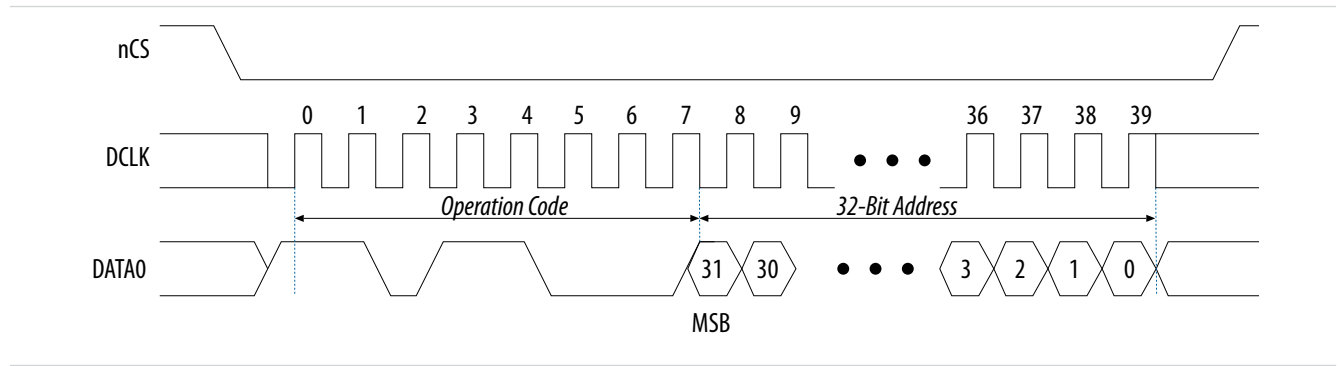 nCS
0 1 2 3 4 5 6 7 8 9 36 37 38 39
DCLK
Operation Code 32-Bit Address
DATA0 31 30 3 2 1 0
MSB